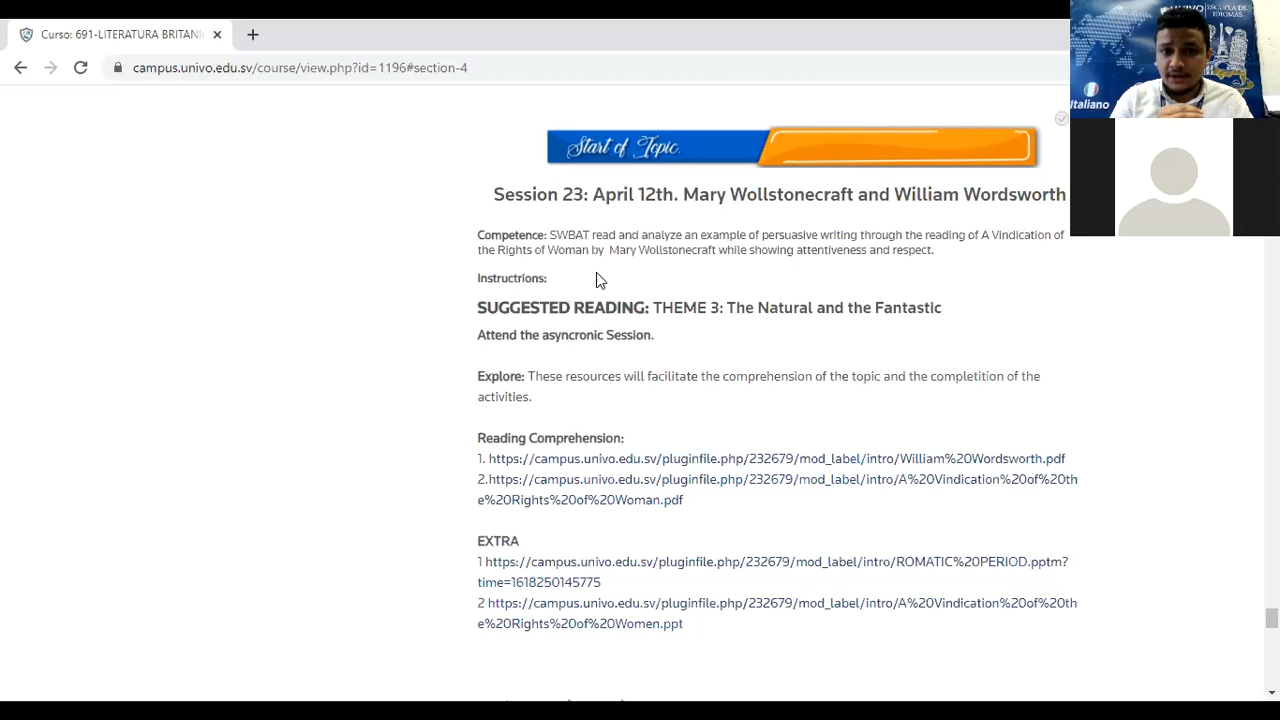 Curso: 691-LITERATURA BRITANI
campus.univo.edu.sv/course/view.php?id=1196#section-4
UNIVO ESCUELA DE
IDIOMAS
Italiano
Start of Topic.
Session 23: April 12th. Mary Wollstonecraft and William Wordsworth
Competence: SWBAT read and analyze an example of persuasive writing through the reading of A Vindication of
the Rights of Woman by Mary Wollstonecraft while showing attentiveness and respect.
Instructrions:
SUGGESTED READING: THEME 3: The Natural and the Fantastic
Attend the asyncronic Session.
Explore: These resources will facilitate the comprehension of the topic and the completition of the
activities.
Reading Comprehension:
1. https://campus.univo.edu.sv/pluginfile.php/232679/mod_label/intro/William%20Wordsworth.pdf
2.https://campus.univo.edu.sv/pluginfile.php/232679/mod_label/intro/A%20Vindication%20of%20th
e%20Rights%20of%20Woman.pdf
EXTRA
1 https://campus.univo.edu.sv/pluginfile.php/232679/mod_label/intro/ROMATIC%20PERIOD.pptm?
time=1618250145775
2 https://campus.univo.edu.sv/pluginfile.php/232679/mod_label/intro/A%20Vindication%20of%20th
e%20Rights%20of%20Women.ppt